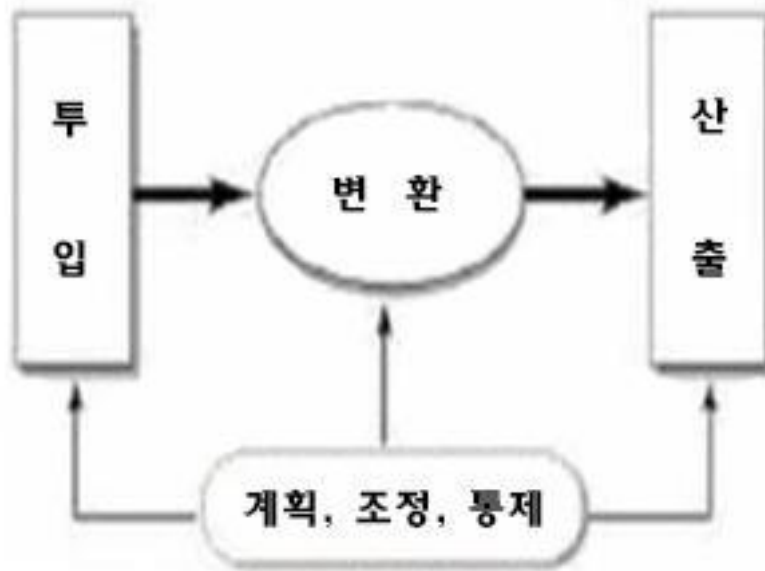 투입
변 환
산출
계획, 조정, 통제